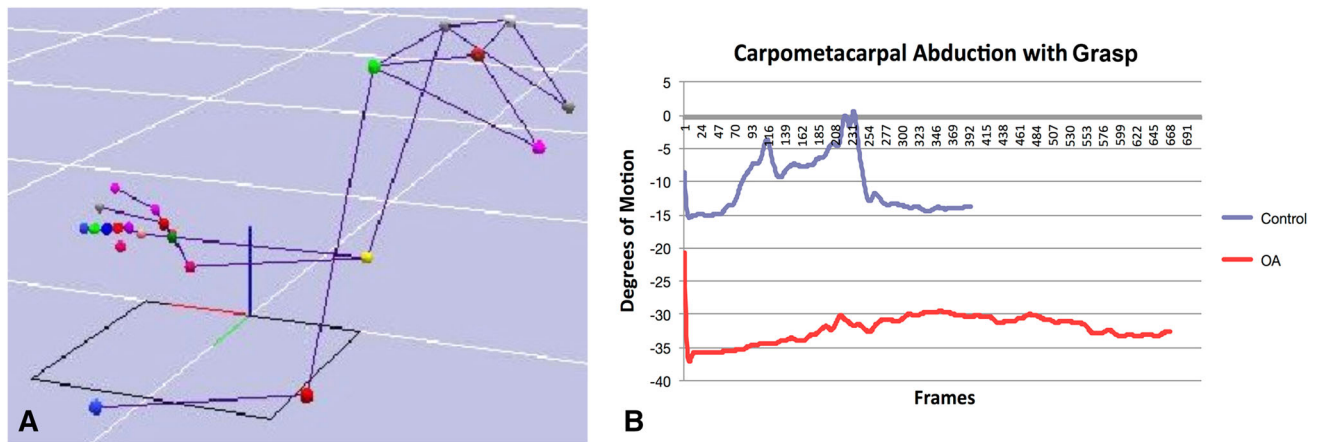 A
Carpometacarpal Abduction with Grasp
Degrees of Motion
5
0
-5
-10
-15
-20
-25
-30
-35
-40
1 24 47 70 93 116 139 162 185 208 231 254 277 300 323 346 369 392 415 438 461 484 507 530 553 576 599 622 645 668 691
Frames
Control
OA
B